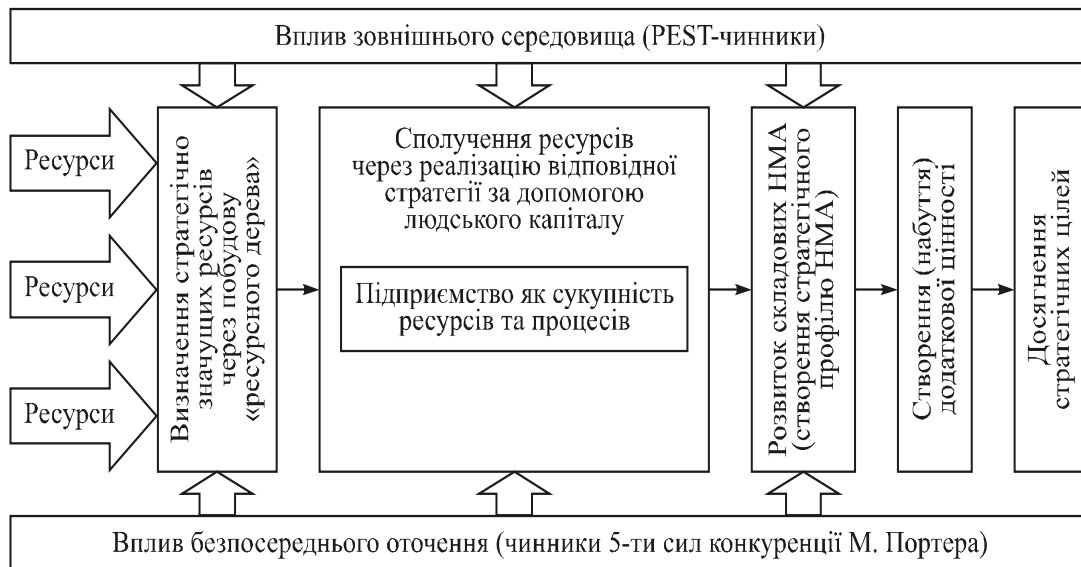 Вплив зовнішнього середовища (PEST-чинники)
Ресурси
Ресурси
Ресурси
Визначення стратегічно
значущих ресурсів
через побудову
«ресурсного дерева»
Сполучення ресурсів
через реалізацію відповідної
стратегії за допомогою
людського капіталу
Підприємство як сукупність
ресурсів та процесів
Розвиток складових НМА
(створення стратегічного
профілю НМА)
Створення (набуття)
додаткової цінності
Досягнення
стратегічних цілей
Вплив безпосереднього оточення (чинники 5-ти сил конкуренції М. Портера)